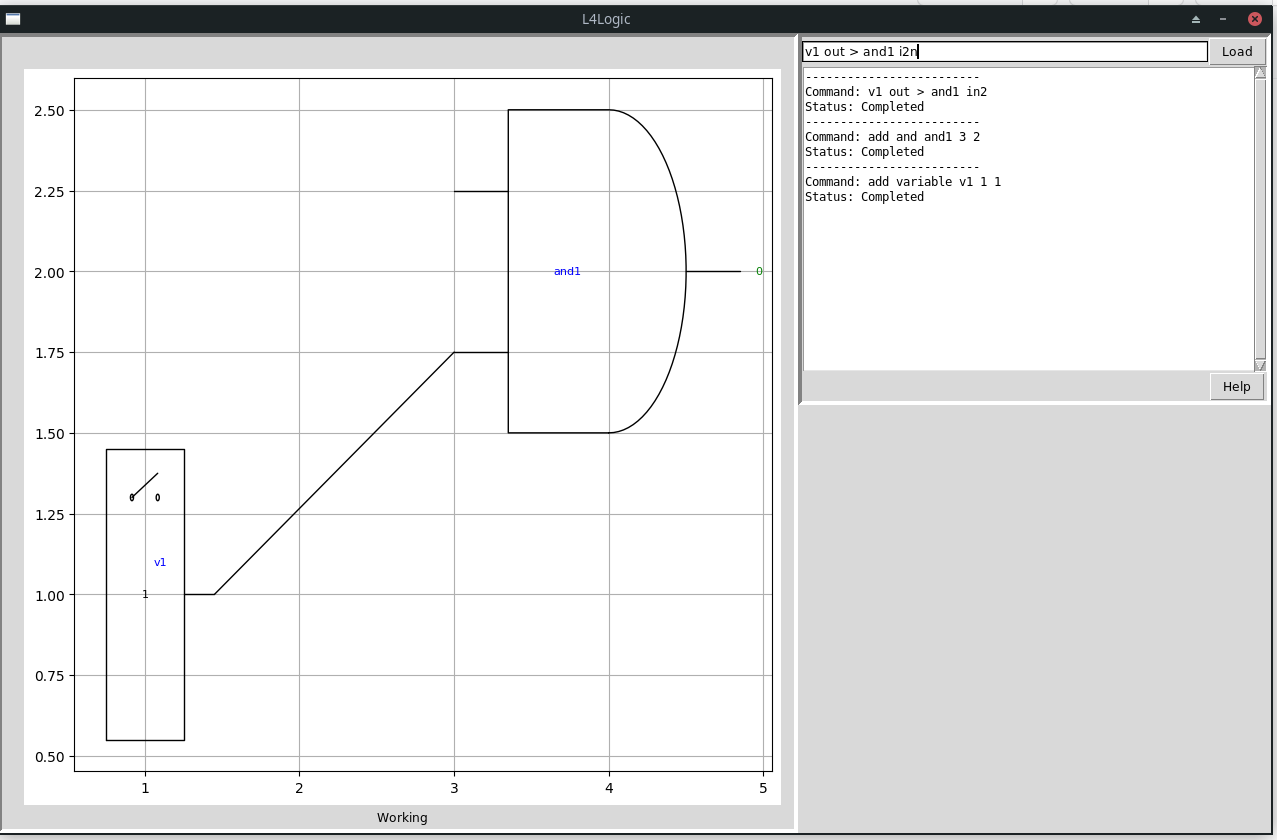 L4Logic
v1 out > and1 i2n
Load
-------------------------
Command: v1 out > and1 in2
Status: Completed
-------------------------
Command: add and and1 3 2
Status: Completed
-------------------------
Command: add variable v1 1 1
Status: Completed
Help
2.50
2.25
2.00
1.75
1.50
1.25
1.00
0.75
0.50
and1
0
0 0
v1
1
1 2 3 4 5
Working